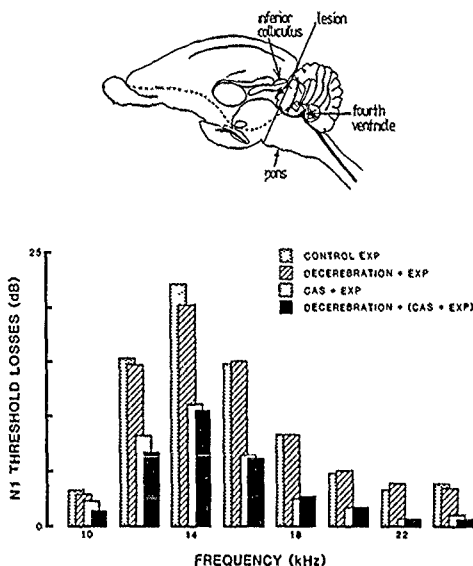 inferior
colliculus
lesion
fourth
ventricle
pons
25
CONTROL EXP
DECEREBRATION + EXP
CAS + EXP
DECEREBRATION + (CAS + EXP)
N1 THRESHOLD LOSSES (dB)
0
10 14 18 22
FREQUENCY (kHz)